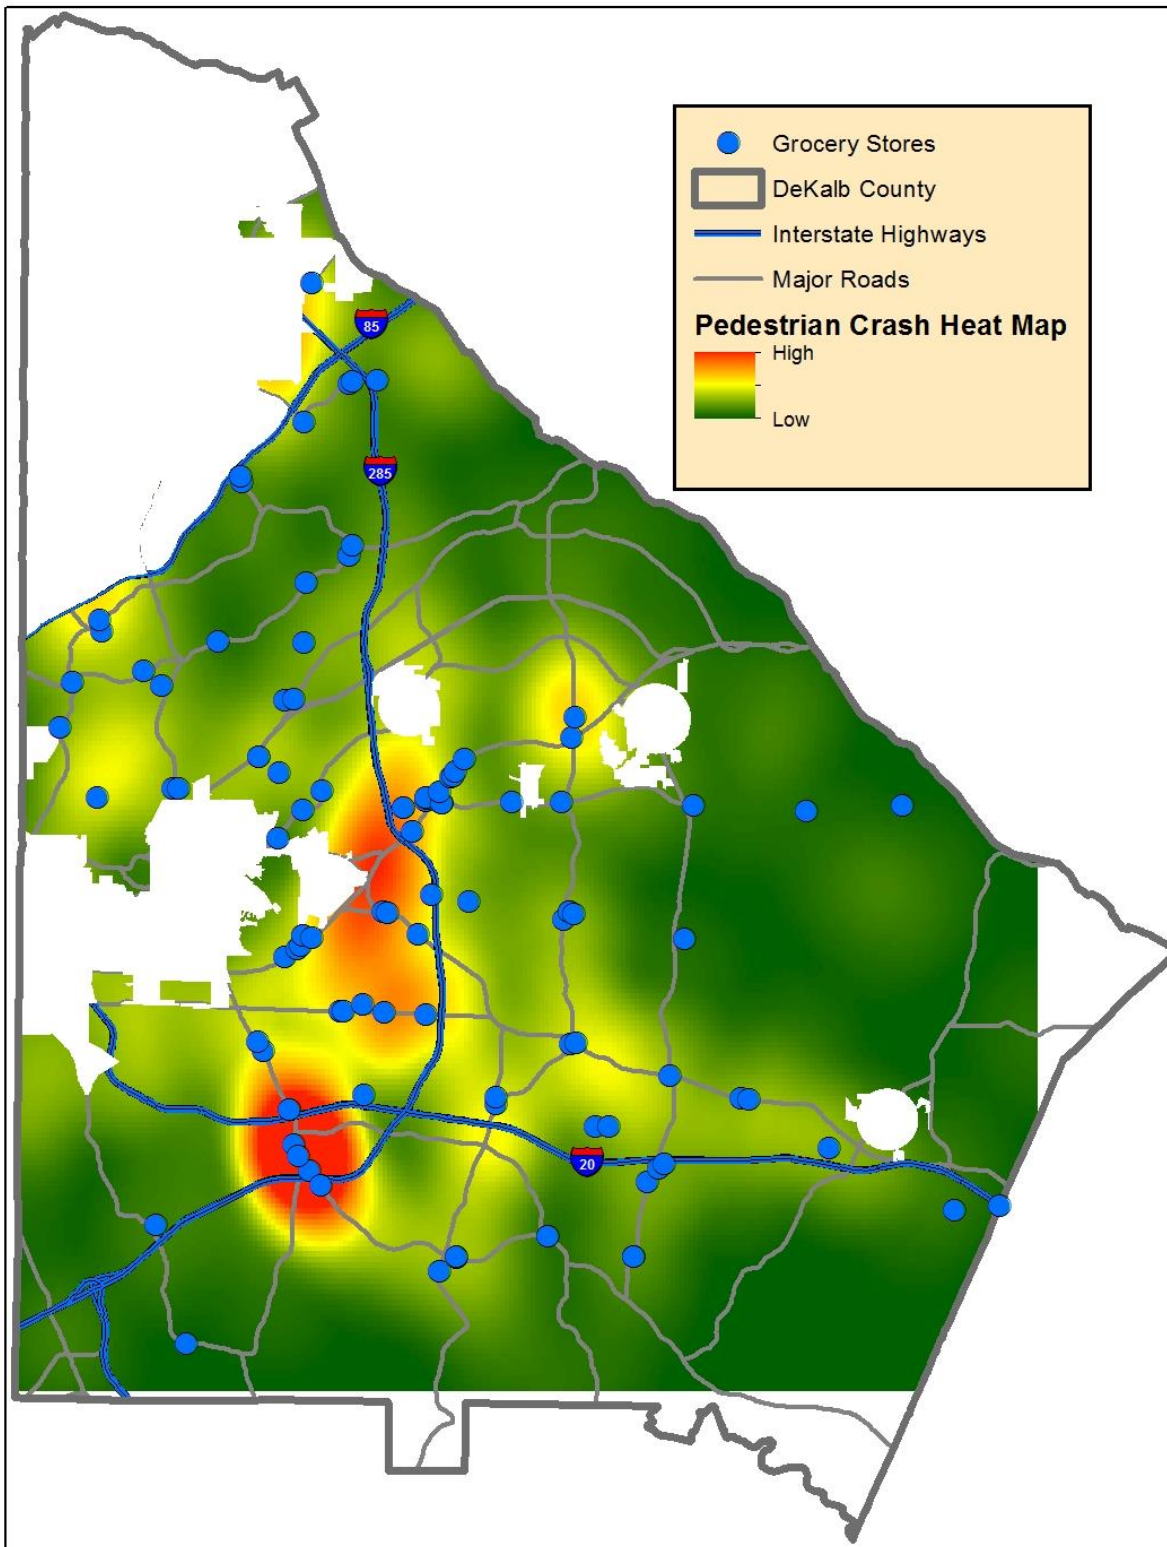 Grocery Stores
DeKalb County
Interstate Highways
Major Roads
Pedestrian Crash Heat Map
High
Low
85
285
20